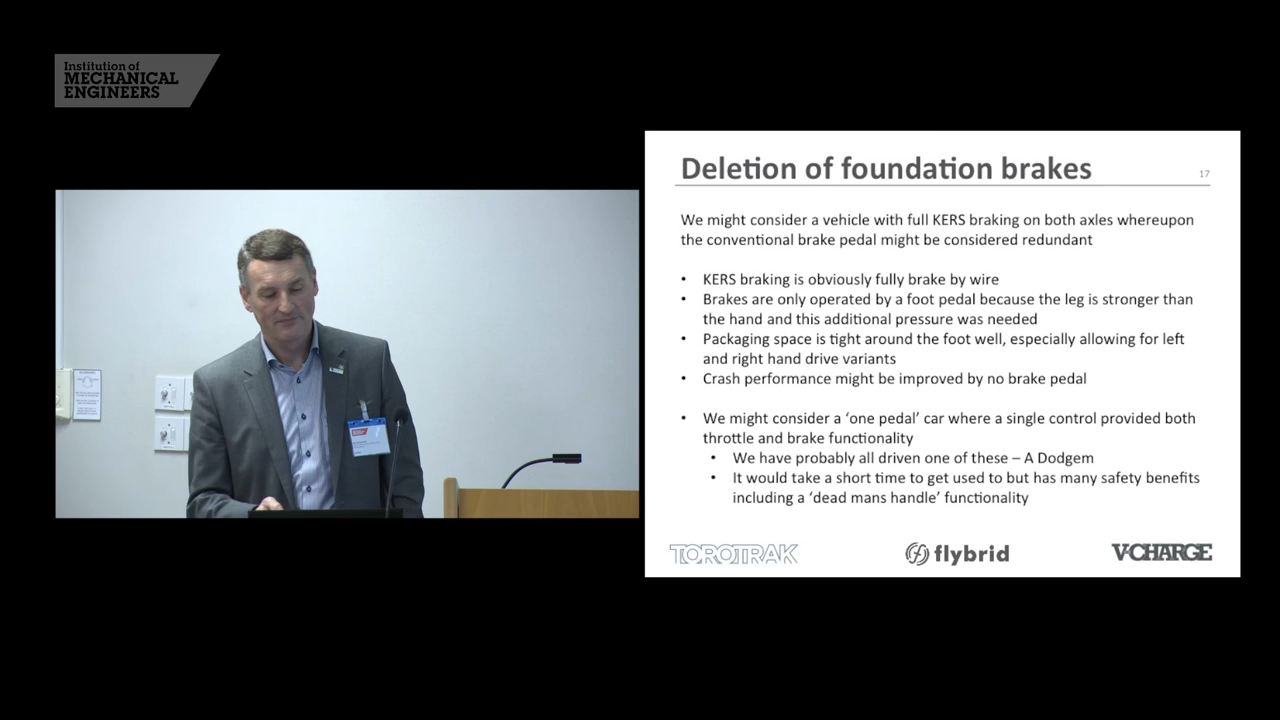 Institution of
MECHANICAL
ENGINEERS
Deletion of foundation brakes
17
We might consider a vehicle with full KERS braking on both axles whereupon
the conventional brake pedal might be considered redundant
• KERS braking is obviously fully brake by wire
• Brakes are only operated by a foot pedal because the leg is stronger than
the hand and this additional pressure was needed
• Packaging space is tight around the foot well, especially allowing for left
and right hand drive variants
• Crash performance might be improved by no brake pedal
• We might consider a ‘one pedal’ car where a single control provided both
throttle and brake functionality
• We have probably all driven one of these – A Dodgem
• It would take a short time to get used to but has many safety benefits
including a ‘dead mans handle’ functionality
TOROTRAK
flybrid
V-CHARGE